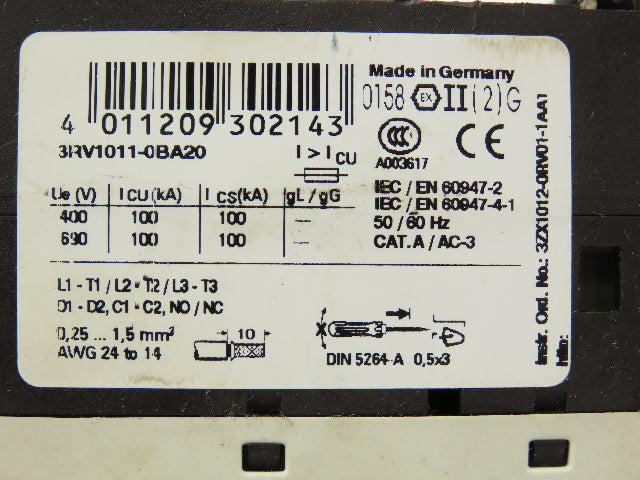 Made in Germany
0158 Ex II (2) G
4 011209 302143
3RV1011-0BA20
I > I CU
CCC
A003617
CE
Ue (V) I CU (kA) I CS (kA) gL / gG
400 100 100 —
690 100 100 —
IEC / EN 60947-2
IEC / EN 60947-4-1
50 / 60 Hz
CAT. A / AC-3
L1 - T1 / L2 - T2 / L3 - T3
D1 - D2, C1 - C2, NO / NC
0,25 ... 1,5 mm²
AWG 24 to 14
10
DIN 5264-A 0,5x3
Instr. Ord. No.: 3ZX1012-0RV01-1AA1